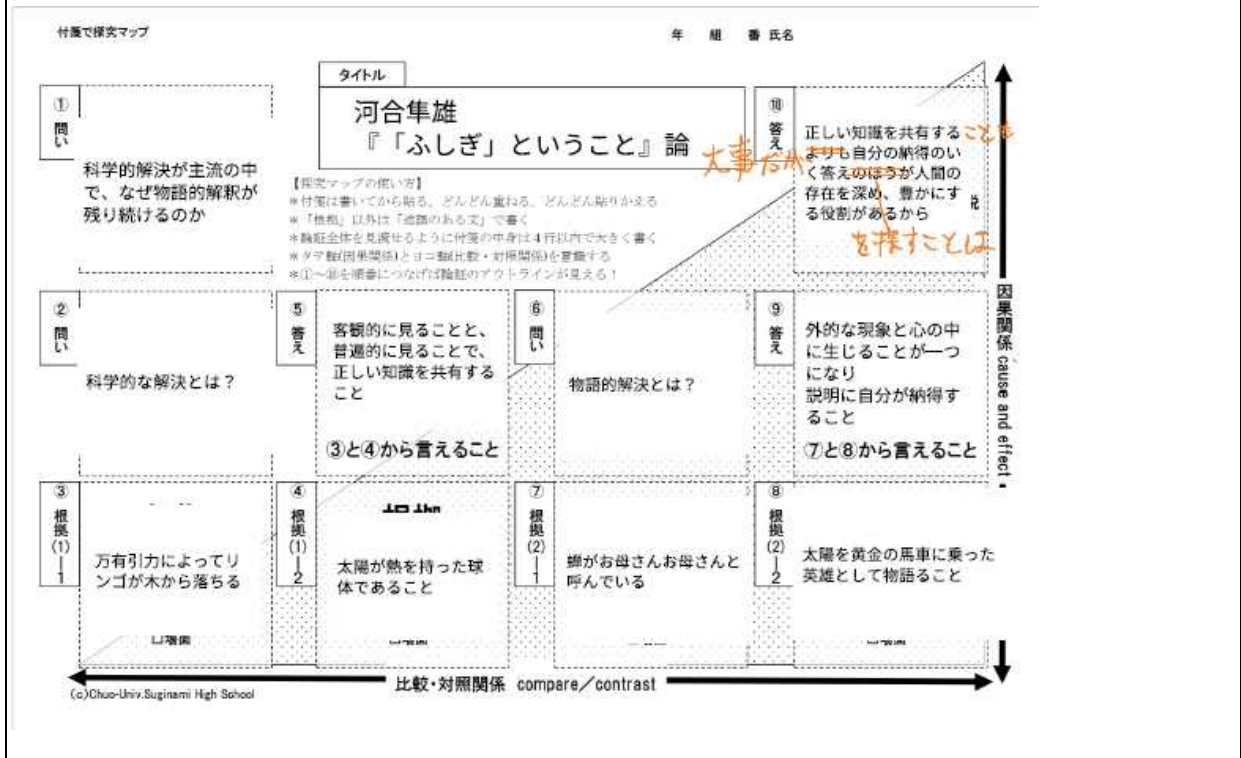 付箋で探究マップ
年 組 番 氏名
タイトル
河合隼雄
『「ふしぎ」ということ』論
① 問い
科学的解決が主流の中
で、なぜ物語的解釈が
残り続けるのか
【探究マップの使い方】
*付箋は書いてから貼る、どんどん重ねる、どんどん貼りかえる
*「根拠」以外は「述語のある文」で書く
*論証全体を見渡せるように付箋の中身は4行以内で大きく書く
*タテ軸(因果関係)とヨコ軸(比較・対照関係)を意識する
*①~⑩を順番につなげば論証のアウトラインが見える!
⑩ 答え
正しい知識を共有することも
よりも自分の納得のい
く答えのほうが人間の
存在を深め、豊かにす
る役割があるから
大事だが
を探すことは
説
② 問い
科学的な解決とは?
⑤ 答え
客観的に見ることと、
普遍的に見ることで、
正しい知識を共有する
こと
③と④から言えること
⑥ 問い
物語的解決とは?
⑨ 答え
外的な現象と心の中
に生じることが一つ
になり
説明に自分が納得す
ること
⑦と⑧から言えること
③ 根拠(1)―1
万有引力によってリ
ンゴが木から落ちる
④ 根拠(1)―2
太陽が熱を持った球
体であること
⑦ 根拠(2)―1
蝉がお母さんお母さんと
呼んでいる
⑧ 根拠(2)―2
太陽を黄金の馬車に乗った
英雄として物語ること
因果関係 cause and effect
比較・対照関係 compare/contrast
(c)Chuo-Univ.Suginami High School